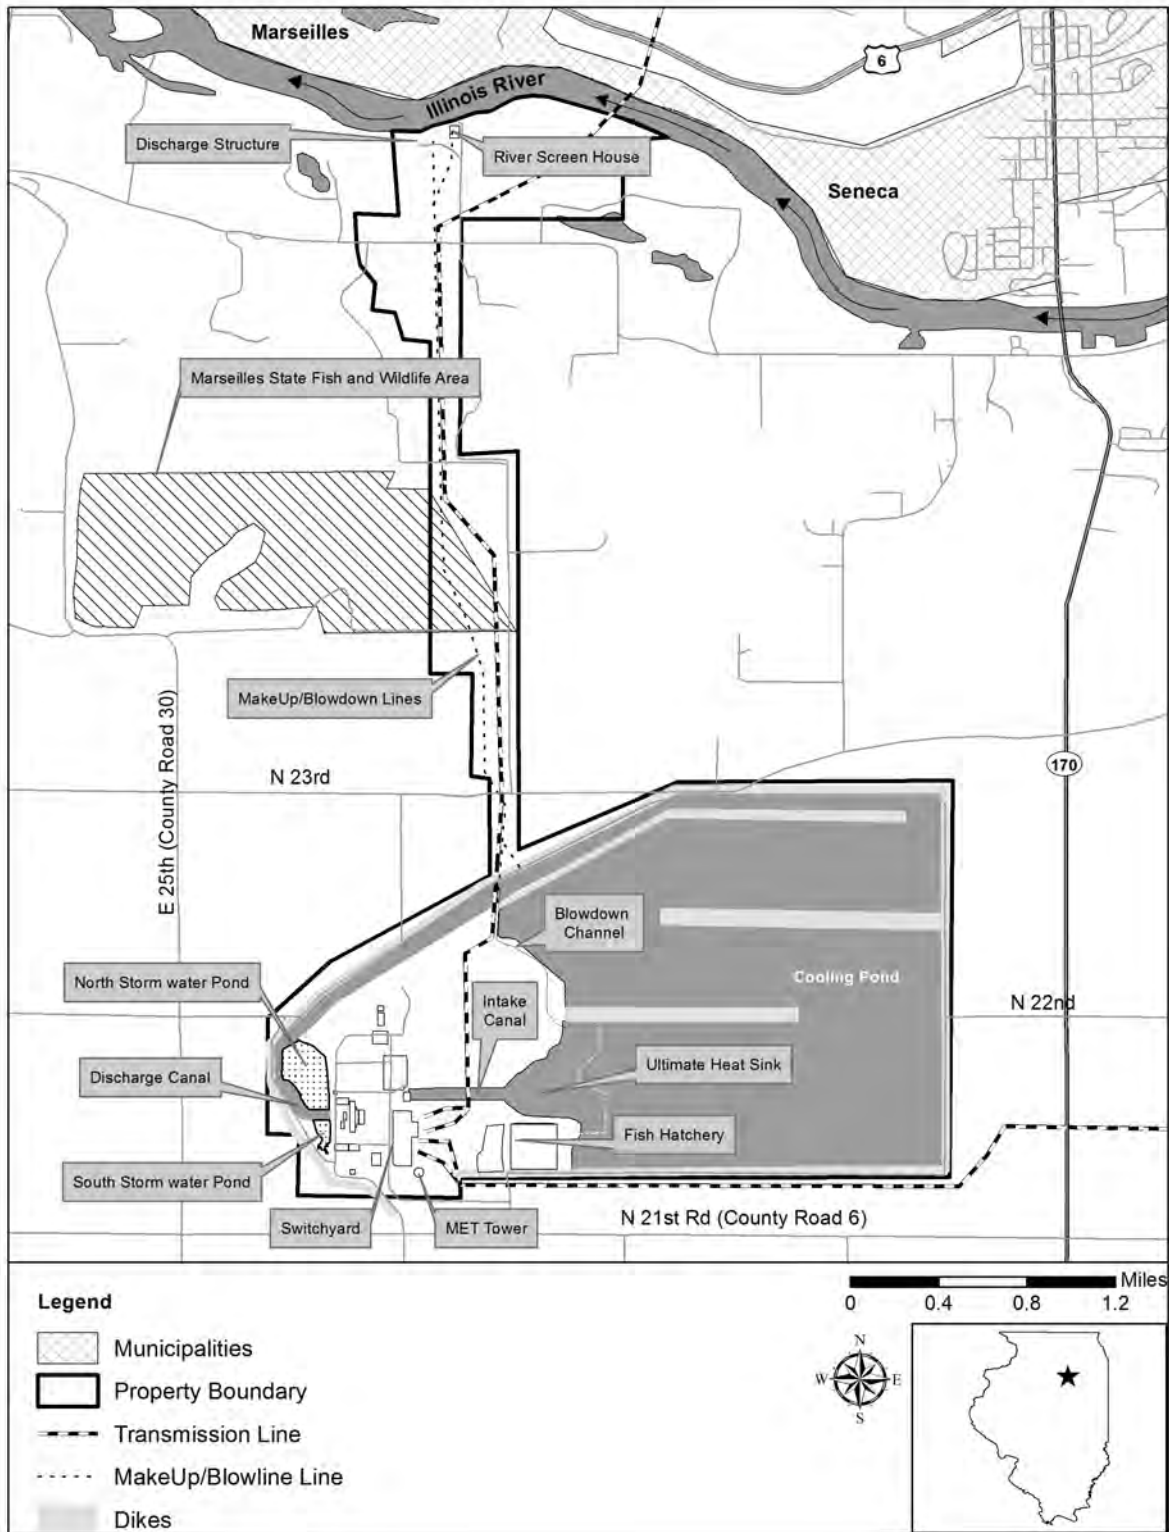 Marseilles
6
Illinois River
Discharge Structure
River Screen House
Seneca
Marseilles State Fish and Wildlife Area
MakeUp/Blowdown Lines
E 25th (County Road 30)
N 23rd
170
Blowdown
Channel
North Storm water Pond
Cooling Pond
Intake
Canal
N 22nd
Discharge Canal
Ultimate Heat Sink
Fish Hatchery
South Storm water Pond
Switchyard
MET Tower
N 21st Rd (County Road 6)
Miles
0 0.4 0.8 1.2
Legend
Municipalities
Property Boundary
Transmission Line
MakeUp/Blowline Line
Dikes
N
W E
S